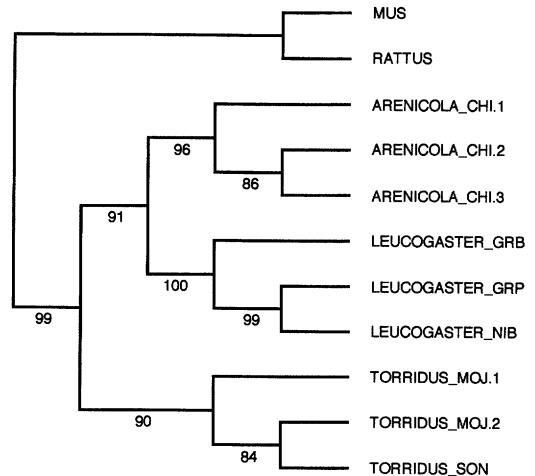 MUS
RATTUS
ARENICOLA_CHI.1
96
ARENICOLA_CHI.2
86
ARENICOLA_CHI.3
91
LEUCOGASTER_GRB
100
LEUCOGASTER_GRP
99
LEUCOGASTER_NIB
99
TORRIDUS_MOJ.1
90
TORRIDUS_MOJ.2
84
TORRIDUS_SON